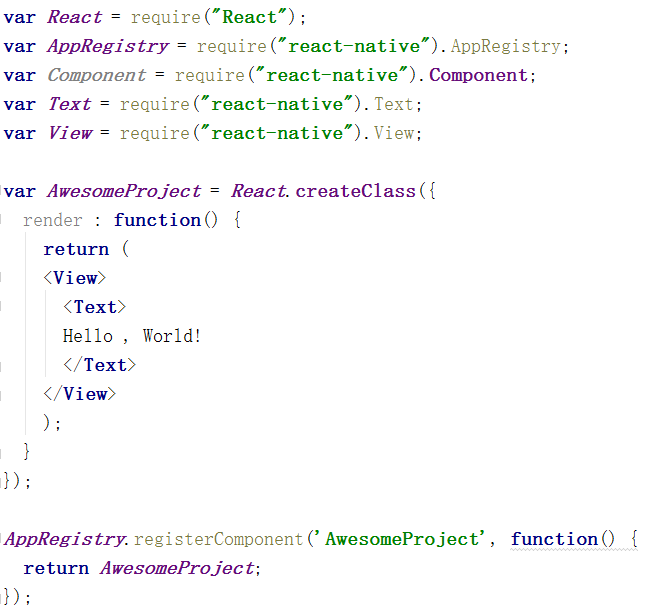 var React = require("React");
var AppRegistry = require("react-native").AppRegistry;
var Component = require("react-native").Component;
var Text = require("react-native").Text;
var View = require("react-native").View;
var AwesomeProject = React.createClass({
render : function() {
return (
<View>
<Text>
Hello , World!
</Text>
</View>
);
}
});
AppRegistry.registerComponent('AwesomeProject', function() {
return AwesomeProject;
});